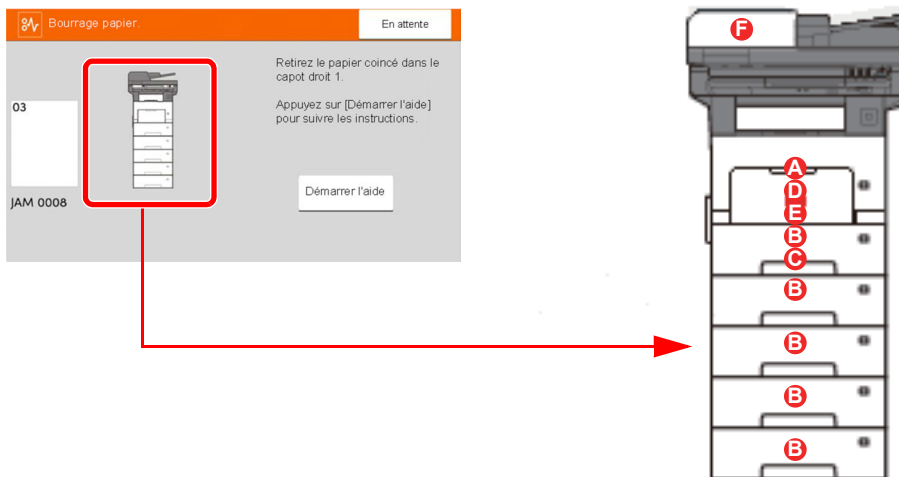 Bourrage papier.
En attente
Retirez le papier coincé dans le
capot droit 1.
Appuyez sur [Démarrer l'aide]
pour suivre les instructions.
03
JAM 0008
Démarrer l'aide
F
A
D
E
B
C
B
B
B
B